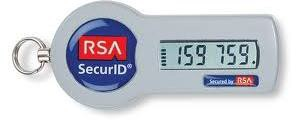 RSA
SecurID®
159 759.
Secured by
RSA